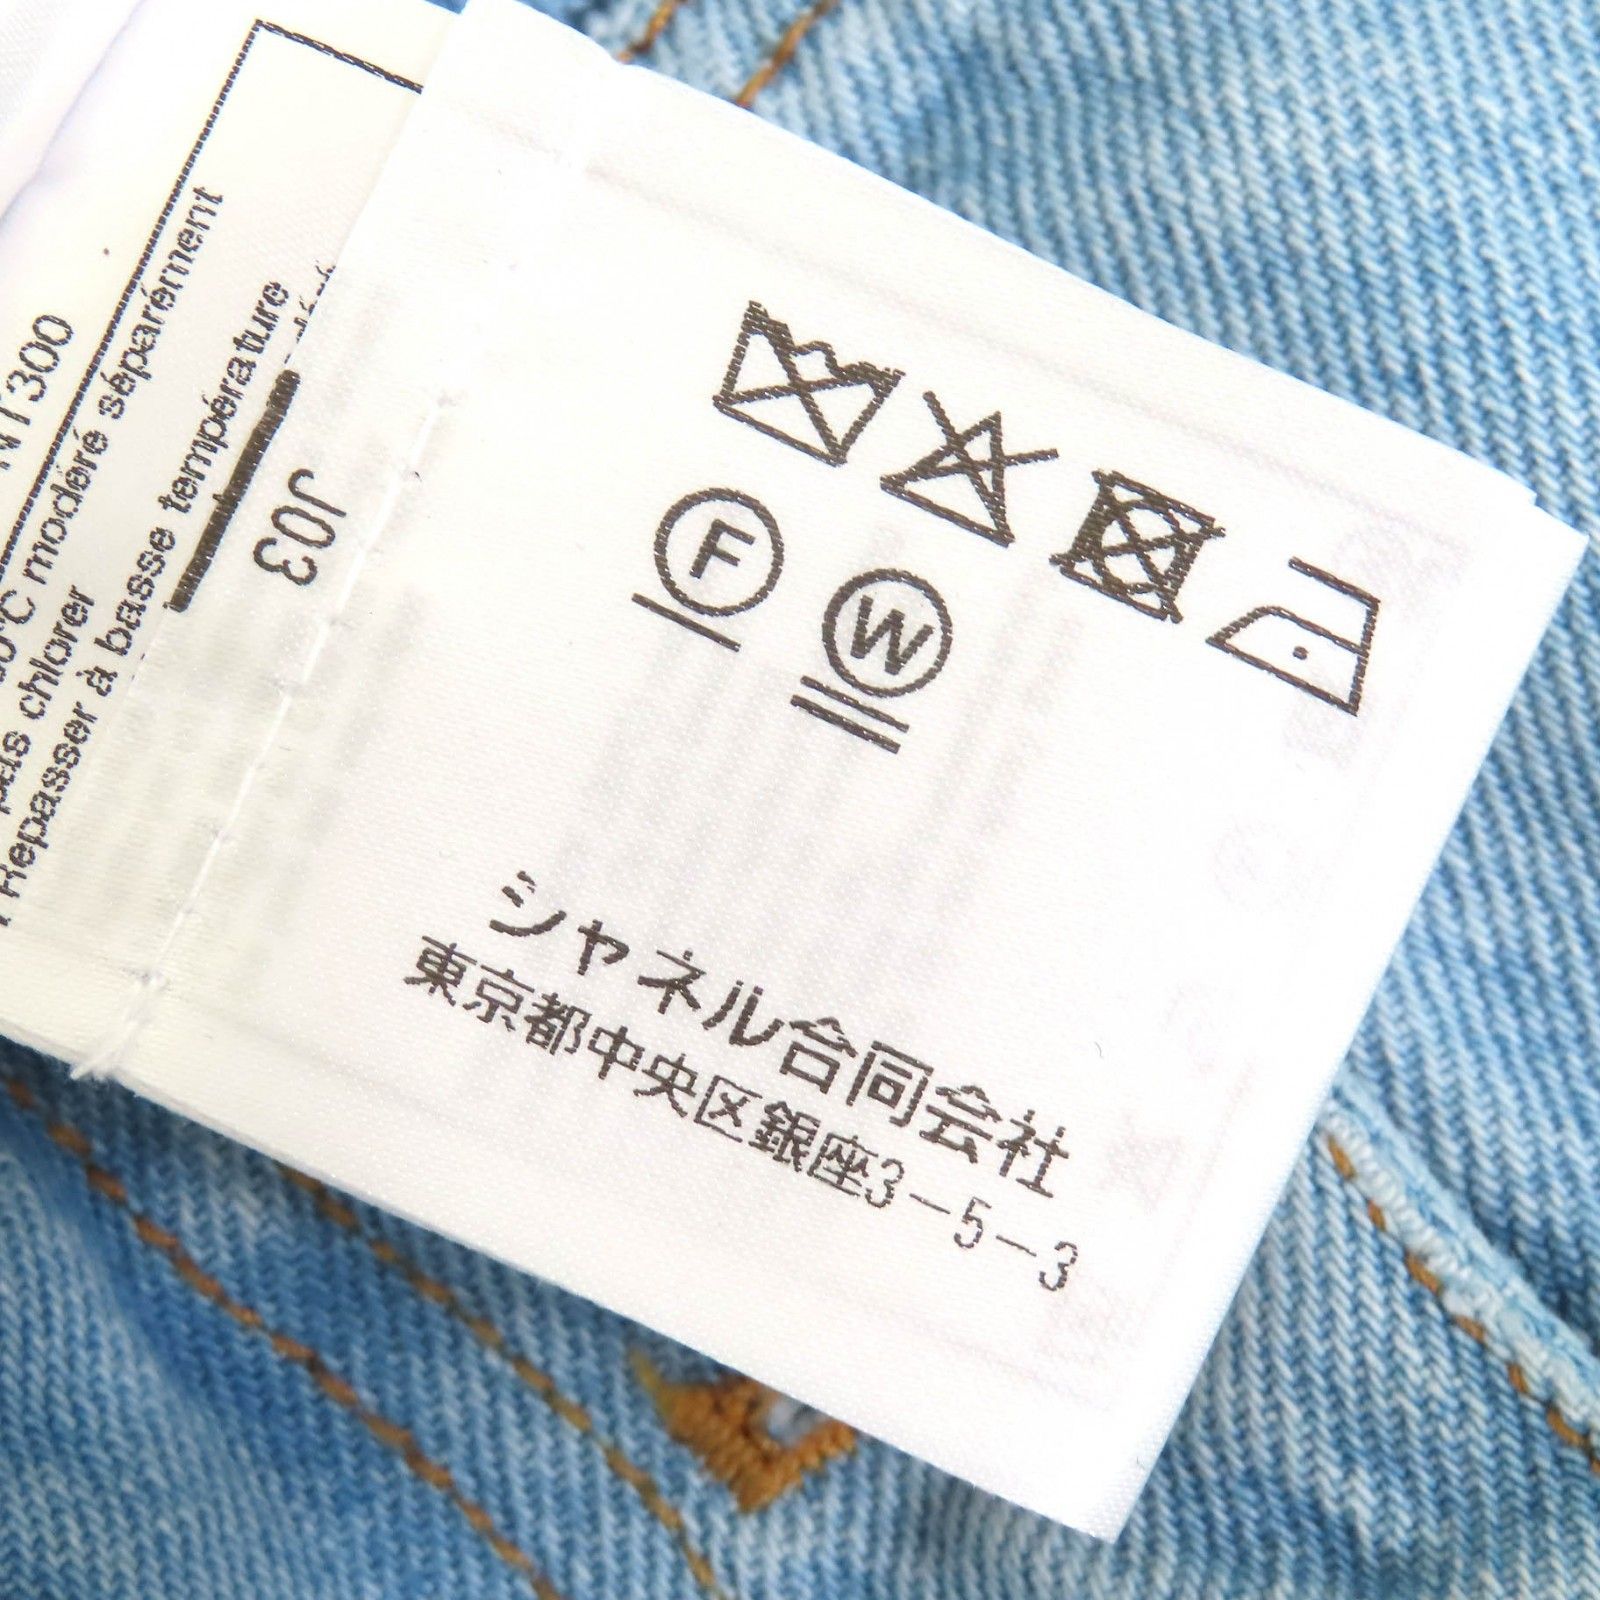 F
W
シャネル合同会社
東京都中央区銀座3-5-3
J03
modéré séparément
pas chlorer
Repasser à basse température